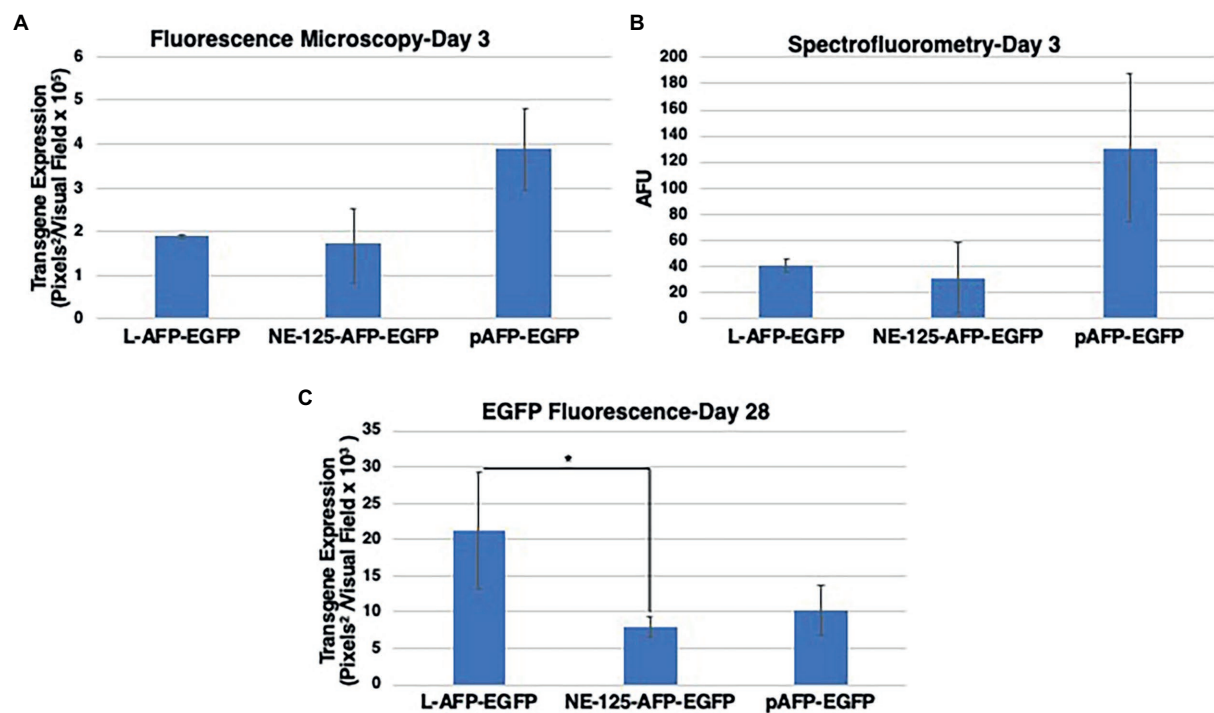 A
Fluorescence Microscopy-Day 3
Transgene Expression
(Pixels²/Visual Field x 10⁵)
6
5
4
3
2
1
0
L-AFP-EGFP NE-125-AFP-EGFP pAFP-EGFP
B
Spectrofluorometry-Day 3
AFU
200
180
160
140
120
100
80
60
40
20
0
L-AFP-EGFP NE-125-AFP-EGFP pAFP-EGFP
C
EGFP Fluorescence-Day 28
Transgene Expression
(Pixels² /Visual Field x 10³ )
35
30
25
20
15
10
5
0
*
L-AFP-EGFP NE-125-AFP-EGFP pAFP-EGFP